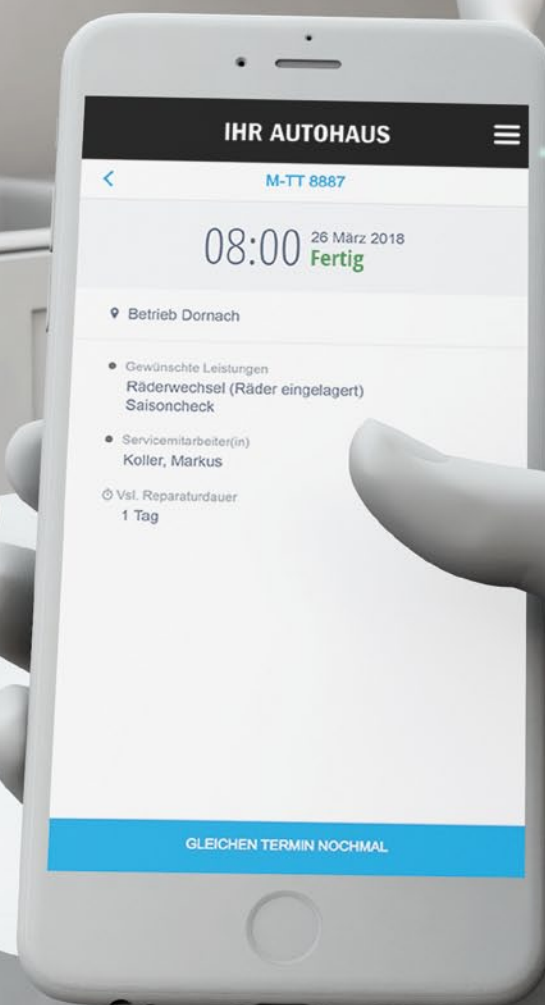 IHR AUTOHAUS
M-TT 8887
08:00 26 März 2018
Fertig
Betrieb Dornach
Gewünschte Leistungen
Räderwechsel (Räder eingelagert)
Saisoncheck
Servicemitarbeiter(in)
Koller, Markus
Vsl. Reparaturdauer
1 Tag
GLEICHEN TERMIN NOCHMAL